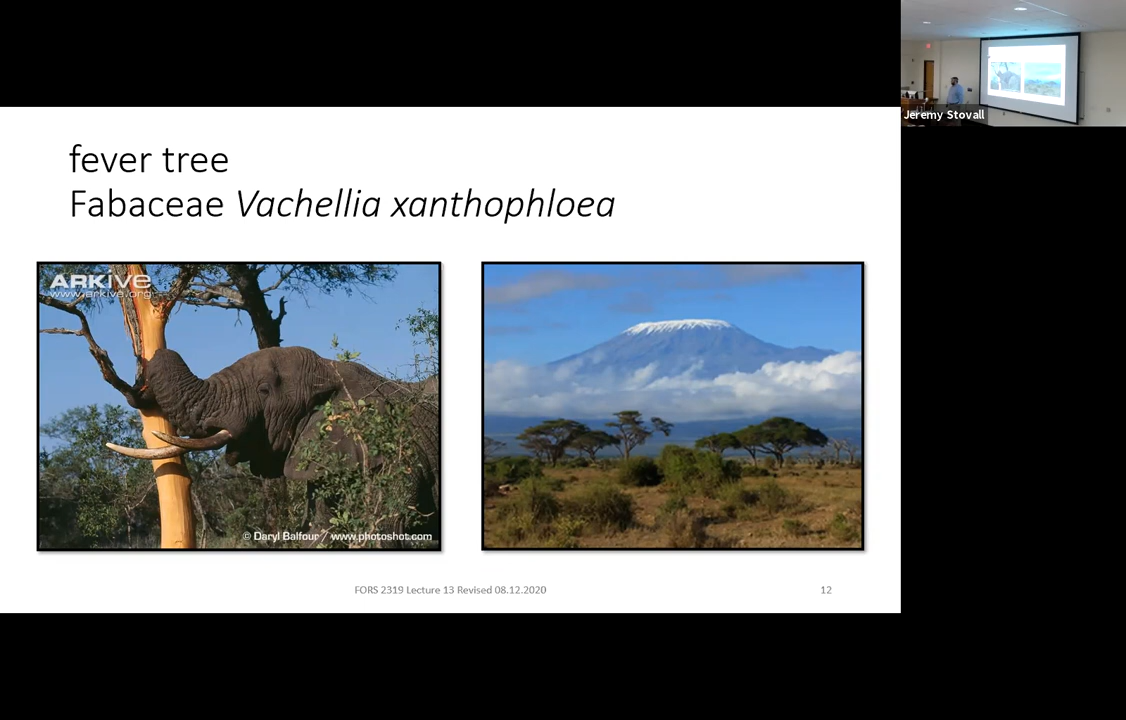 fever tree
Fabaceae Vachellia xanthophloea
ARKive
www.arkive.org
© Daryl Balfour / www.photoshot.com
FORS 2319 Lecture 13 Revised 08.12.2020
12
Jeremy Stovall